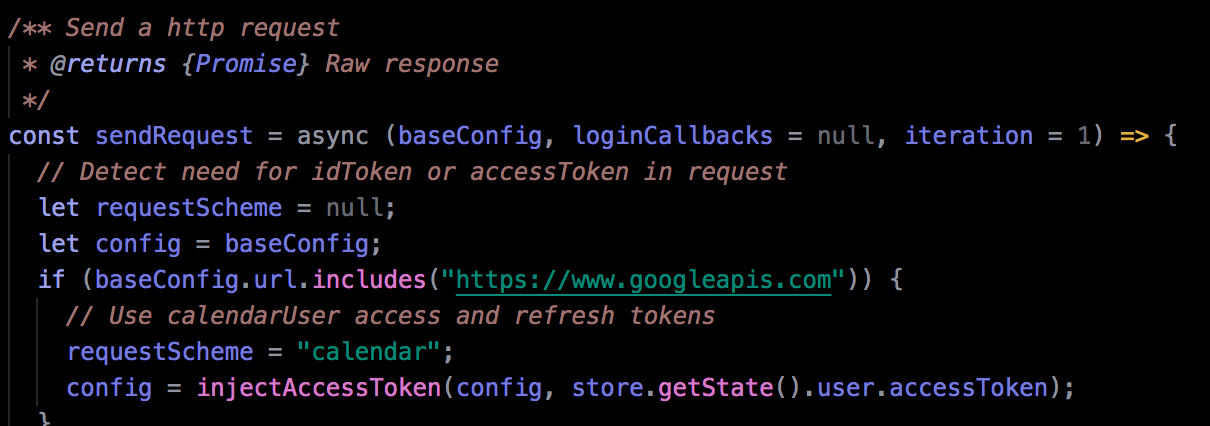 /** Send a http request
 * @returns {Promise} Raw response
 */
const sendRequest = async (baseConfig, loginCallbacks = null, iteration = 1) => {
  // Detect need for idToken or accessToken in request
  let requestScheme = null;
  let config = baseConfig;
  if (baseConfig.url.includes("https://www.googleapis.com")) {
    // Use calendarUser access and refresh tokens
    requestScheme = "calendar";
    config = injectAccessToken(config, store.getState().user.accessToken);
  }